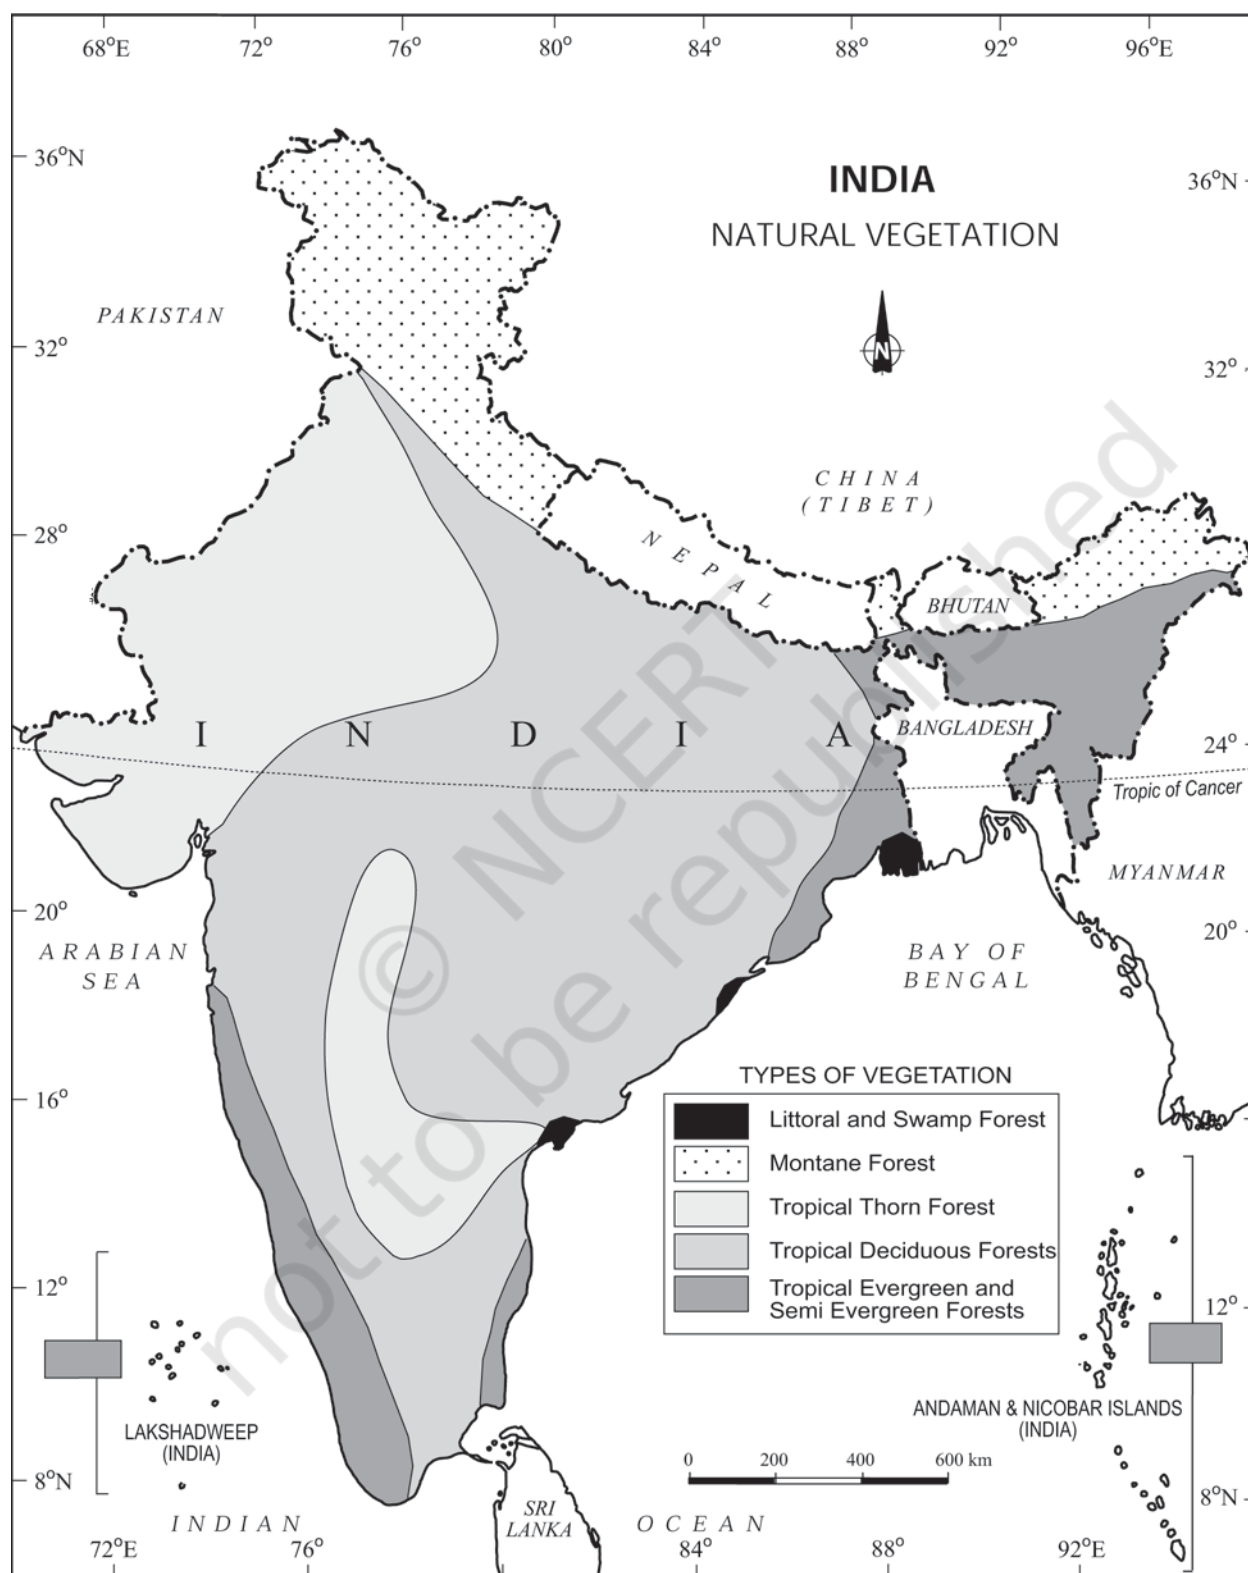 68°E 72° 76° 80° 84° 88° 92° 96°E
36°N
INDIA
36°N
NATURAL VEGETATION
PAKISTAN
N
32°
32°
CHINA
(TIBET)
28°
NEPAL
BHUTAN
INDIA
BANGLADESH
24°
Tropic of Cancer
MYANMAR
20°
20°
ARABIAN
SEA
BAY OF
BENGAL
© NCERT
not to be republished
TYPES OF VEGETATION
16°
Littoral and Swamp Forest
Montane Forest
Tropical Thorn Forest
Tropical Deciduous Forests
Tropical Evergreen and
Semi Evergreen Forests
12°
12°
LAKSHADWEEP
(INDIA)
ANDAMAN & NICOBAR ISLANDS
(INDIA)
0 200 400 600 km
8°N
8°N
SRI
LANKA
INDIAN OCEAN
72°E 76° 84° 88° 92°E